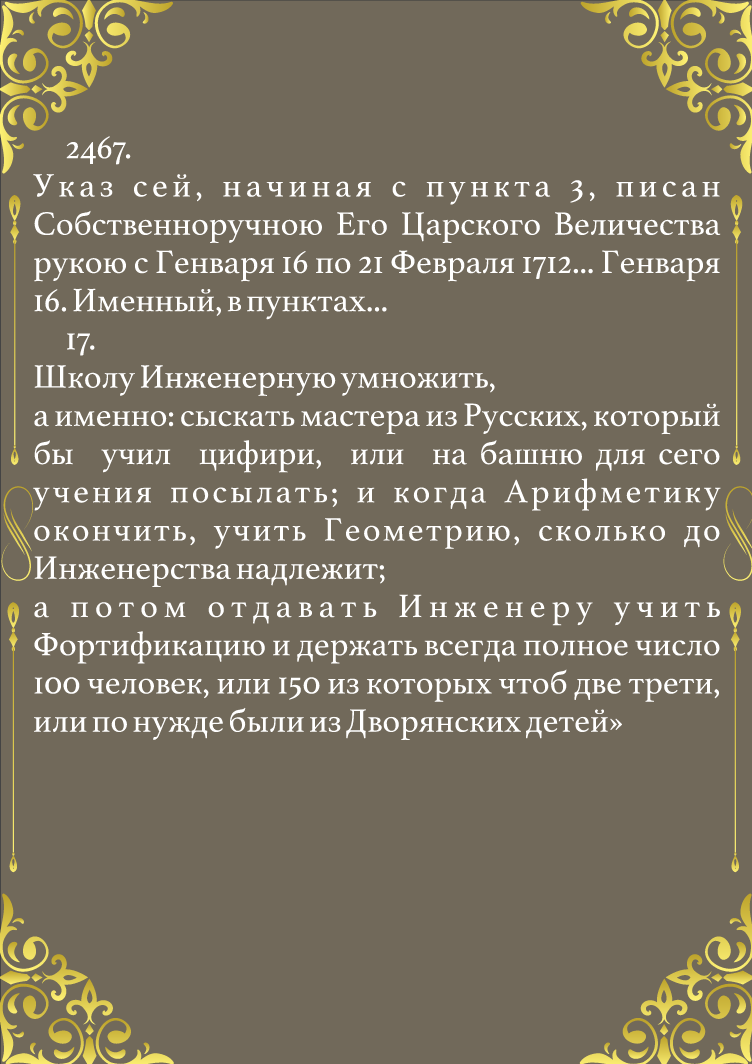 2467.
Указ сей, начиная с пункта 3, писан
Собственноручною Его Царского Величества
рукою с Генваря 16 по 21 Февраля 1712... Генваря
16. Именный, в пунктах...
17.
Школу Инженерную умножить,
а именно: сыскать мастера из Русских, который
бы учил цифири, или на башню для сего
учения посылать; и когда Арифметику
окончить, учить Геометрию, сколько до
Инженерства надлежит;
а потом отдавать Инженеру учить
Фортификацию и держать всегда полное число
100 человек, или 150 из которых чтоб две трети,
или по нужде были из Дворянских детей»